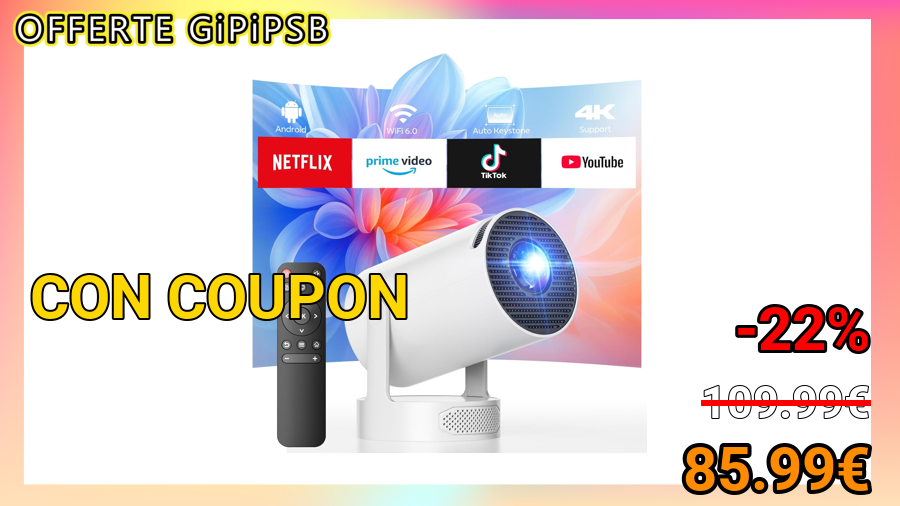 OFFERTE GiPiPSB
Android
WiFi 6.0
Auto Keystone
4K
Support
NETFLIX
prime video
TikTok
YouTube
CON COUPON
-22%
109.99€
85.99€